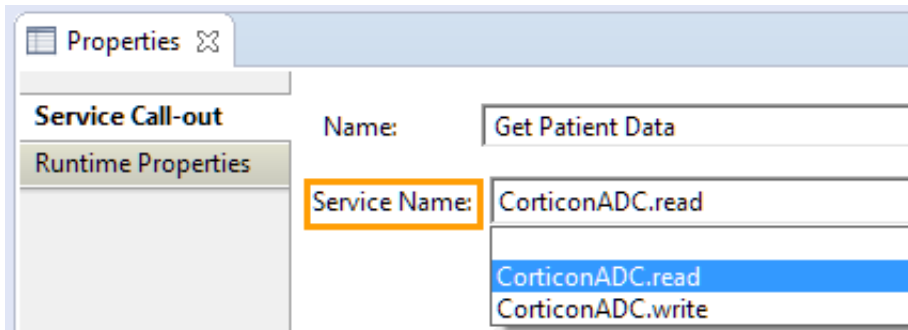 Properties
Service Call-out
Name: Get Patient Data
Runtime Properties
Service Name: CorticonADC.read
CorticonADC.read
CorticonADC.write